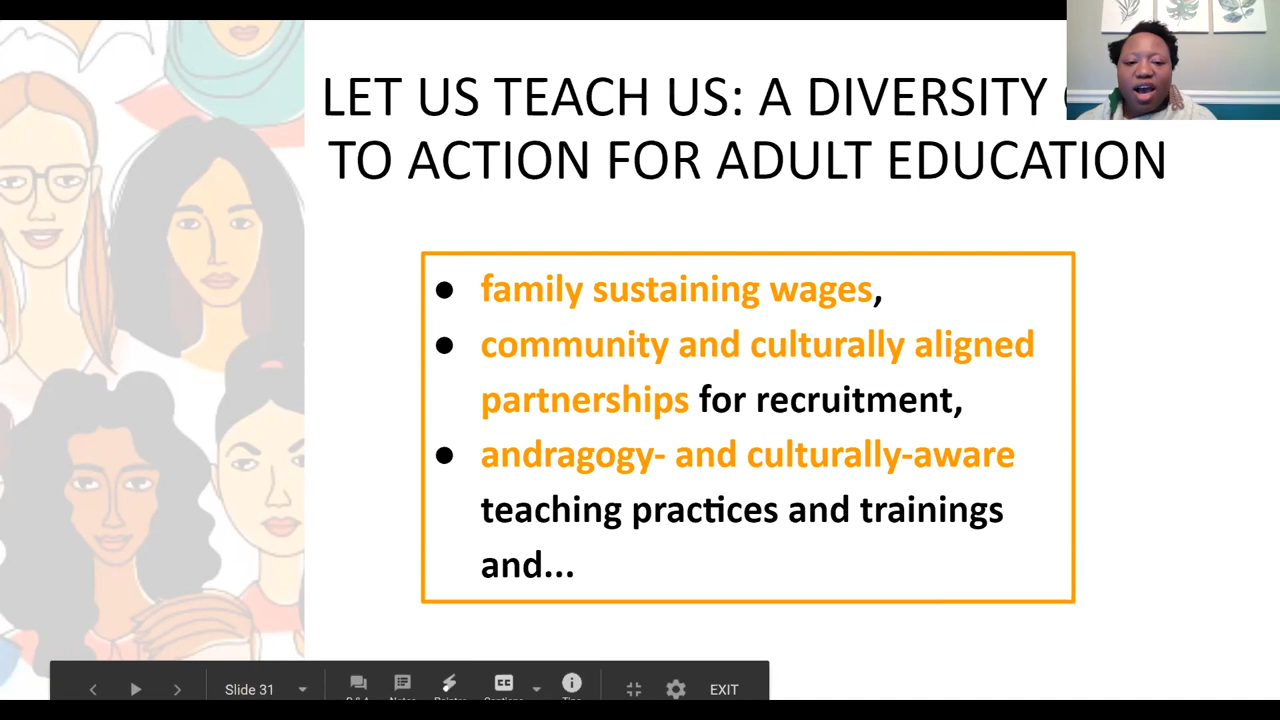 LET US TEACH US: A DIVERSITY
TO ACTION FOR ADULT EDUCATION
● family sustaining wages,
● community and culturally aligned
partnerships for recruitment,
● andragogy- and culturally-aware
teaching practices and trainings
and...
Slide 31 EXIT